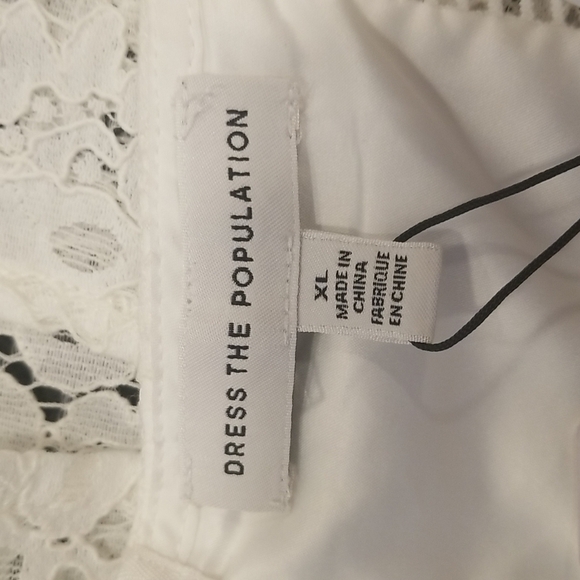 DRESS THE POPULATION
XL
MADE IN
CHINA
FABRIQUE
EN CHINE